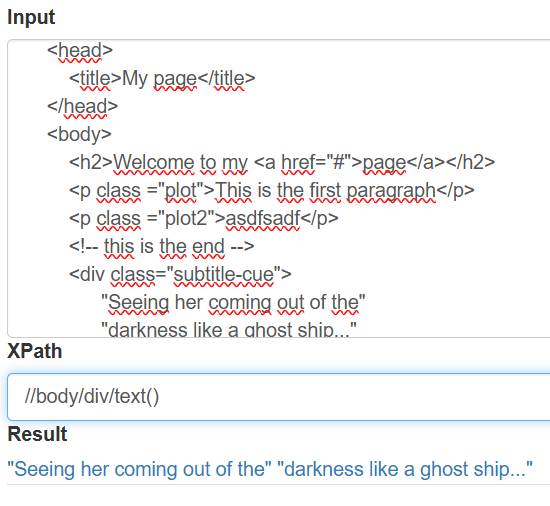 Input
<head>
<title>My page</title>
</head>
<body>
<h2>Welcome to my <a href="#">page</a></h2>
<p class ="plot">This is the first paragraph</p>
<p class ="plot2">asdfsadf</p>
<!-- this is the end -->
<div class="subtitle-cue">
"Seeing her coming out of the"
"darkness like a ghost ship..."
XPath
//body/div/text()
Result
"Seeing her coming out of the" "darkness like a ghost ship..."